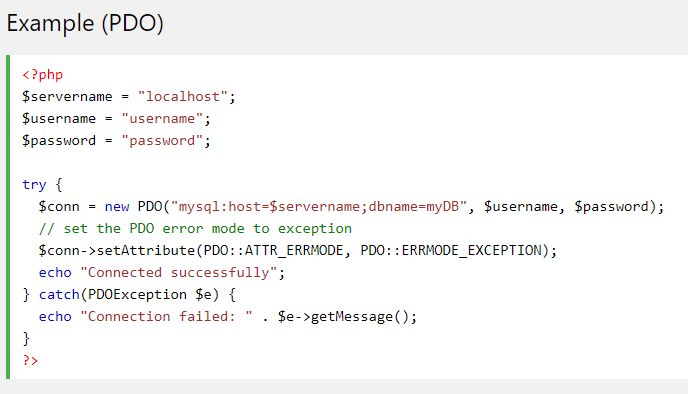 Example (PDO)
<?php
$servername = "localhost";
$username = "username";
$password = "password";

try {
  $conn = new PDO("mysql:host=$servername;dbname=myDB", $username, $password);
  // set the PDO error mode to exception
  $conn->setAttribute(PDO::ATTR_ERRMODE, PDO::ERRMODE_EXCEPTION);
  echo "Connected successfully";
} catch(PDOException $e) {
  echo "Connection failed: " . $e->getMessage();
}
?>